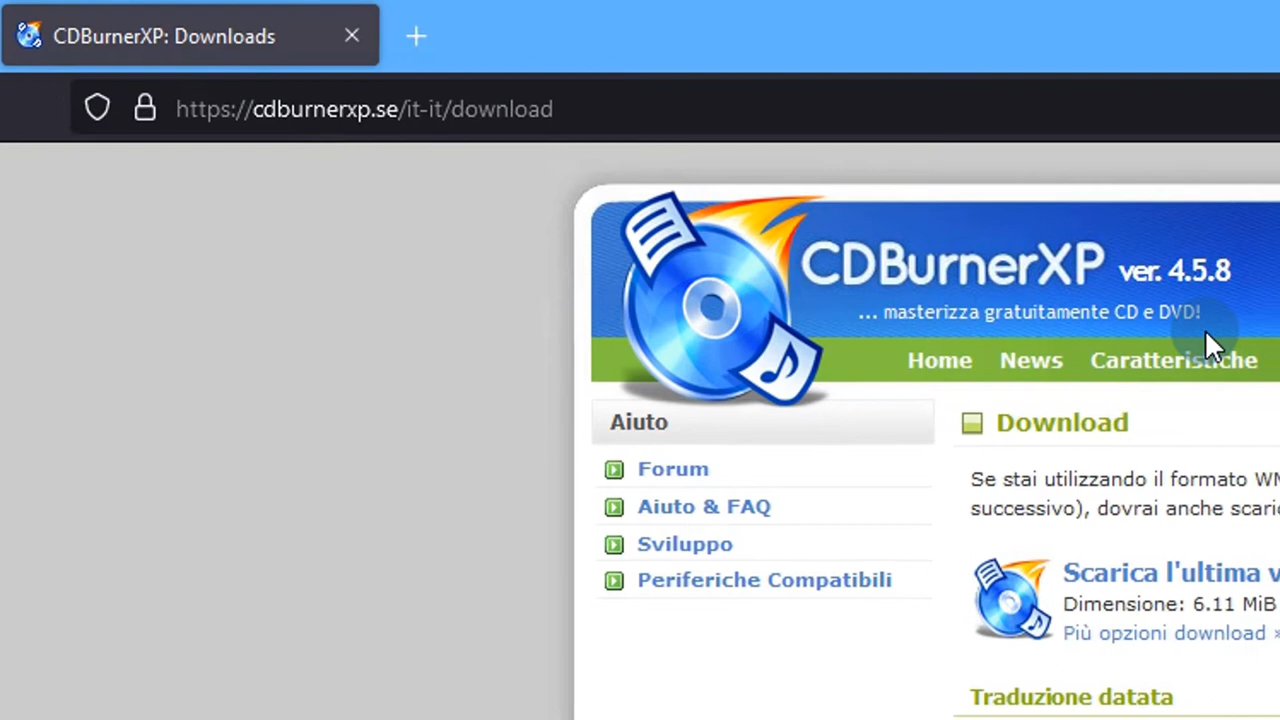 CDBurnerXP: Downloads
https://cdburnerxp.se/it-it/download
CDBurnerXP ver. 4.5.8
... masterizza gratuitamente CD e DVD!
Home News Caratteristiche
Aiuto
Forum
Aiuto & FAQ
Sviluppo
Periferiche Compatibili
Download
Se stai utilizzando il formato WM
successivo), dovrai anche scaric
Scarica l'ultima v
Dimensione: 6.11 MiB
Più opzioni download »
Traduzione datata